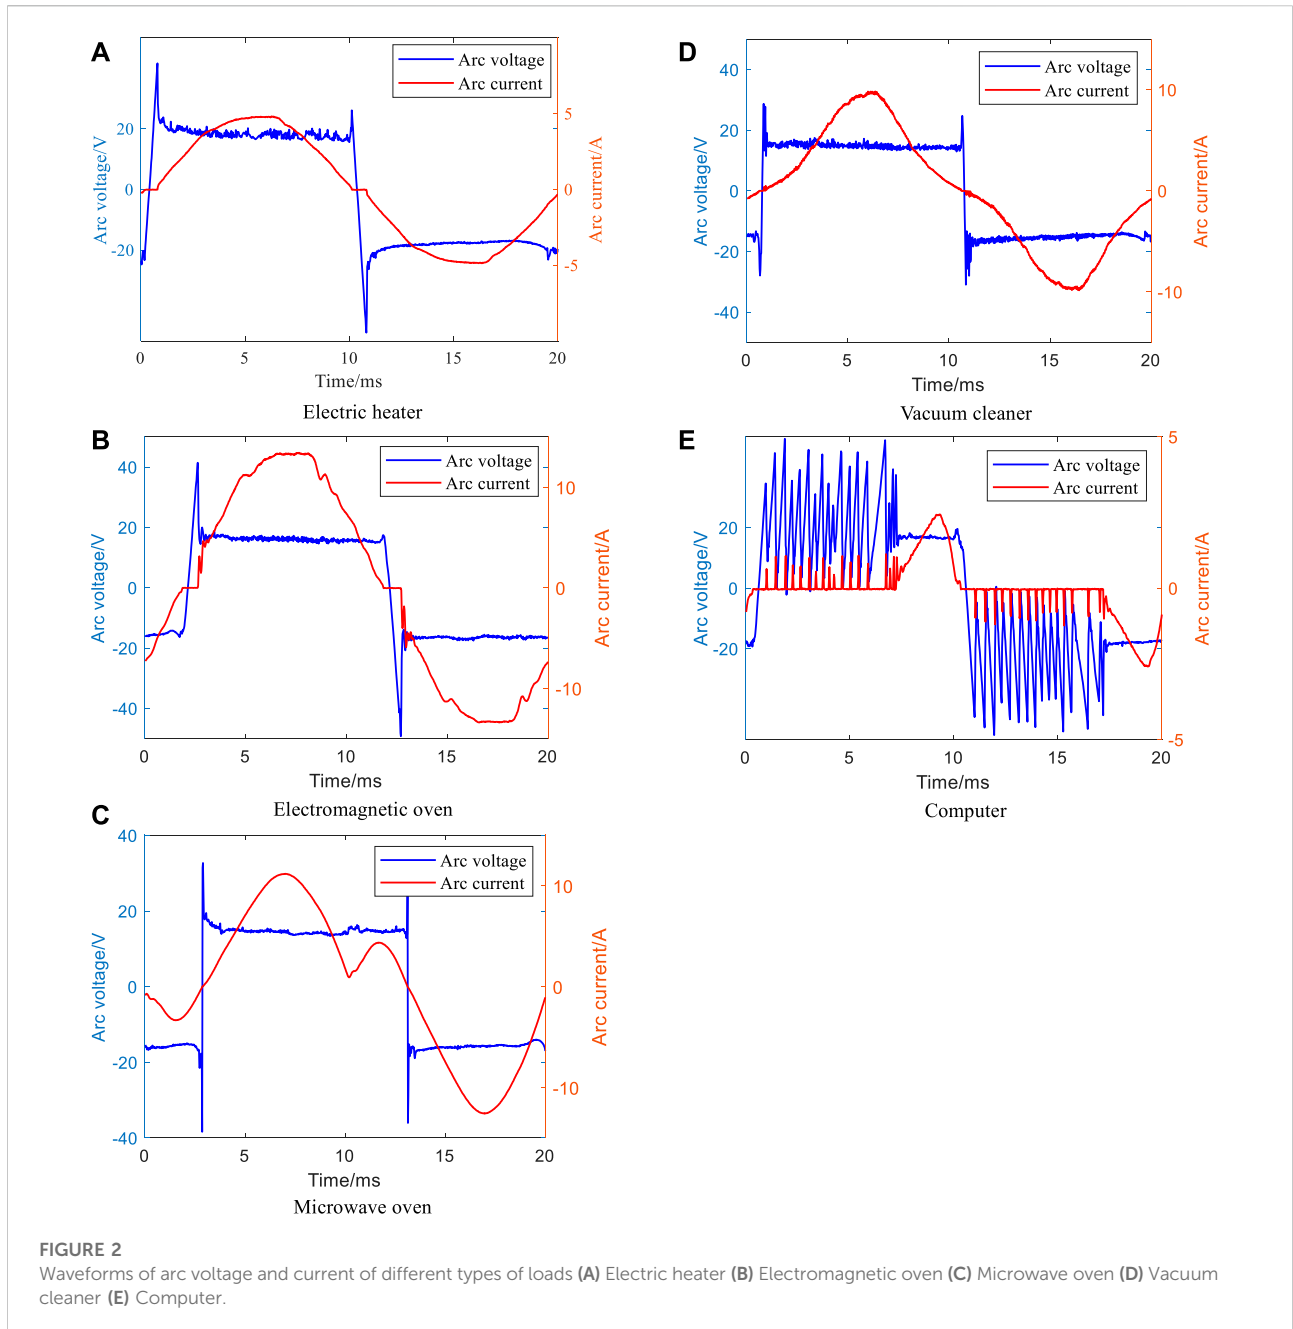 A
Arc voltage
Arc current
20
0
-20
Arc voltage/V
5
0
-5
Arc current/A
0 5 10 15 20
Time/ms
Electric heater
D
Arc voltage
Arc current
40
20
0
-20
-40
Arc voltage/V
10
0
-10
Arc current/A
0 5 10 15 20
Time/ms
Vacuum cleaner
B
Arc voltage
Arc current
40
20
0
-20
-40
Arc voltage/V
10
0
-10
Arc current/A
0 5 10 15 20
Time/ms
Electromagnetic oven
E
Arc voltage
Arc current
20
0
-20
Arc voltage/V
5
0
-5
Arc current/A
0 5 10 15 20
Time/ms
Computer
C
Arc voltage
Arc current
40
20
0
-20
-40
Arc voltage/V
10
0
-10
Arc current/A
0 5 10 15 20
Time/ms
Microwave oven
FIGURE 2
Waveforms of arc voltage and current of different types of loads (A) Electric heater (B) Electromagnetic oven (C) Microwave oven (D) Vacuum
cleaner (E) Computer.